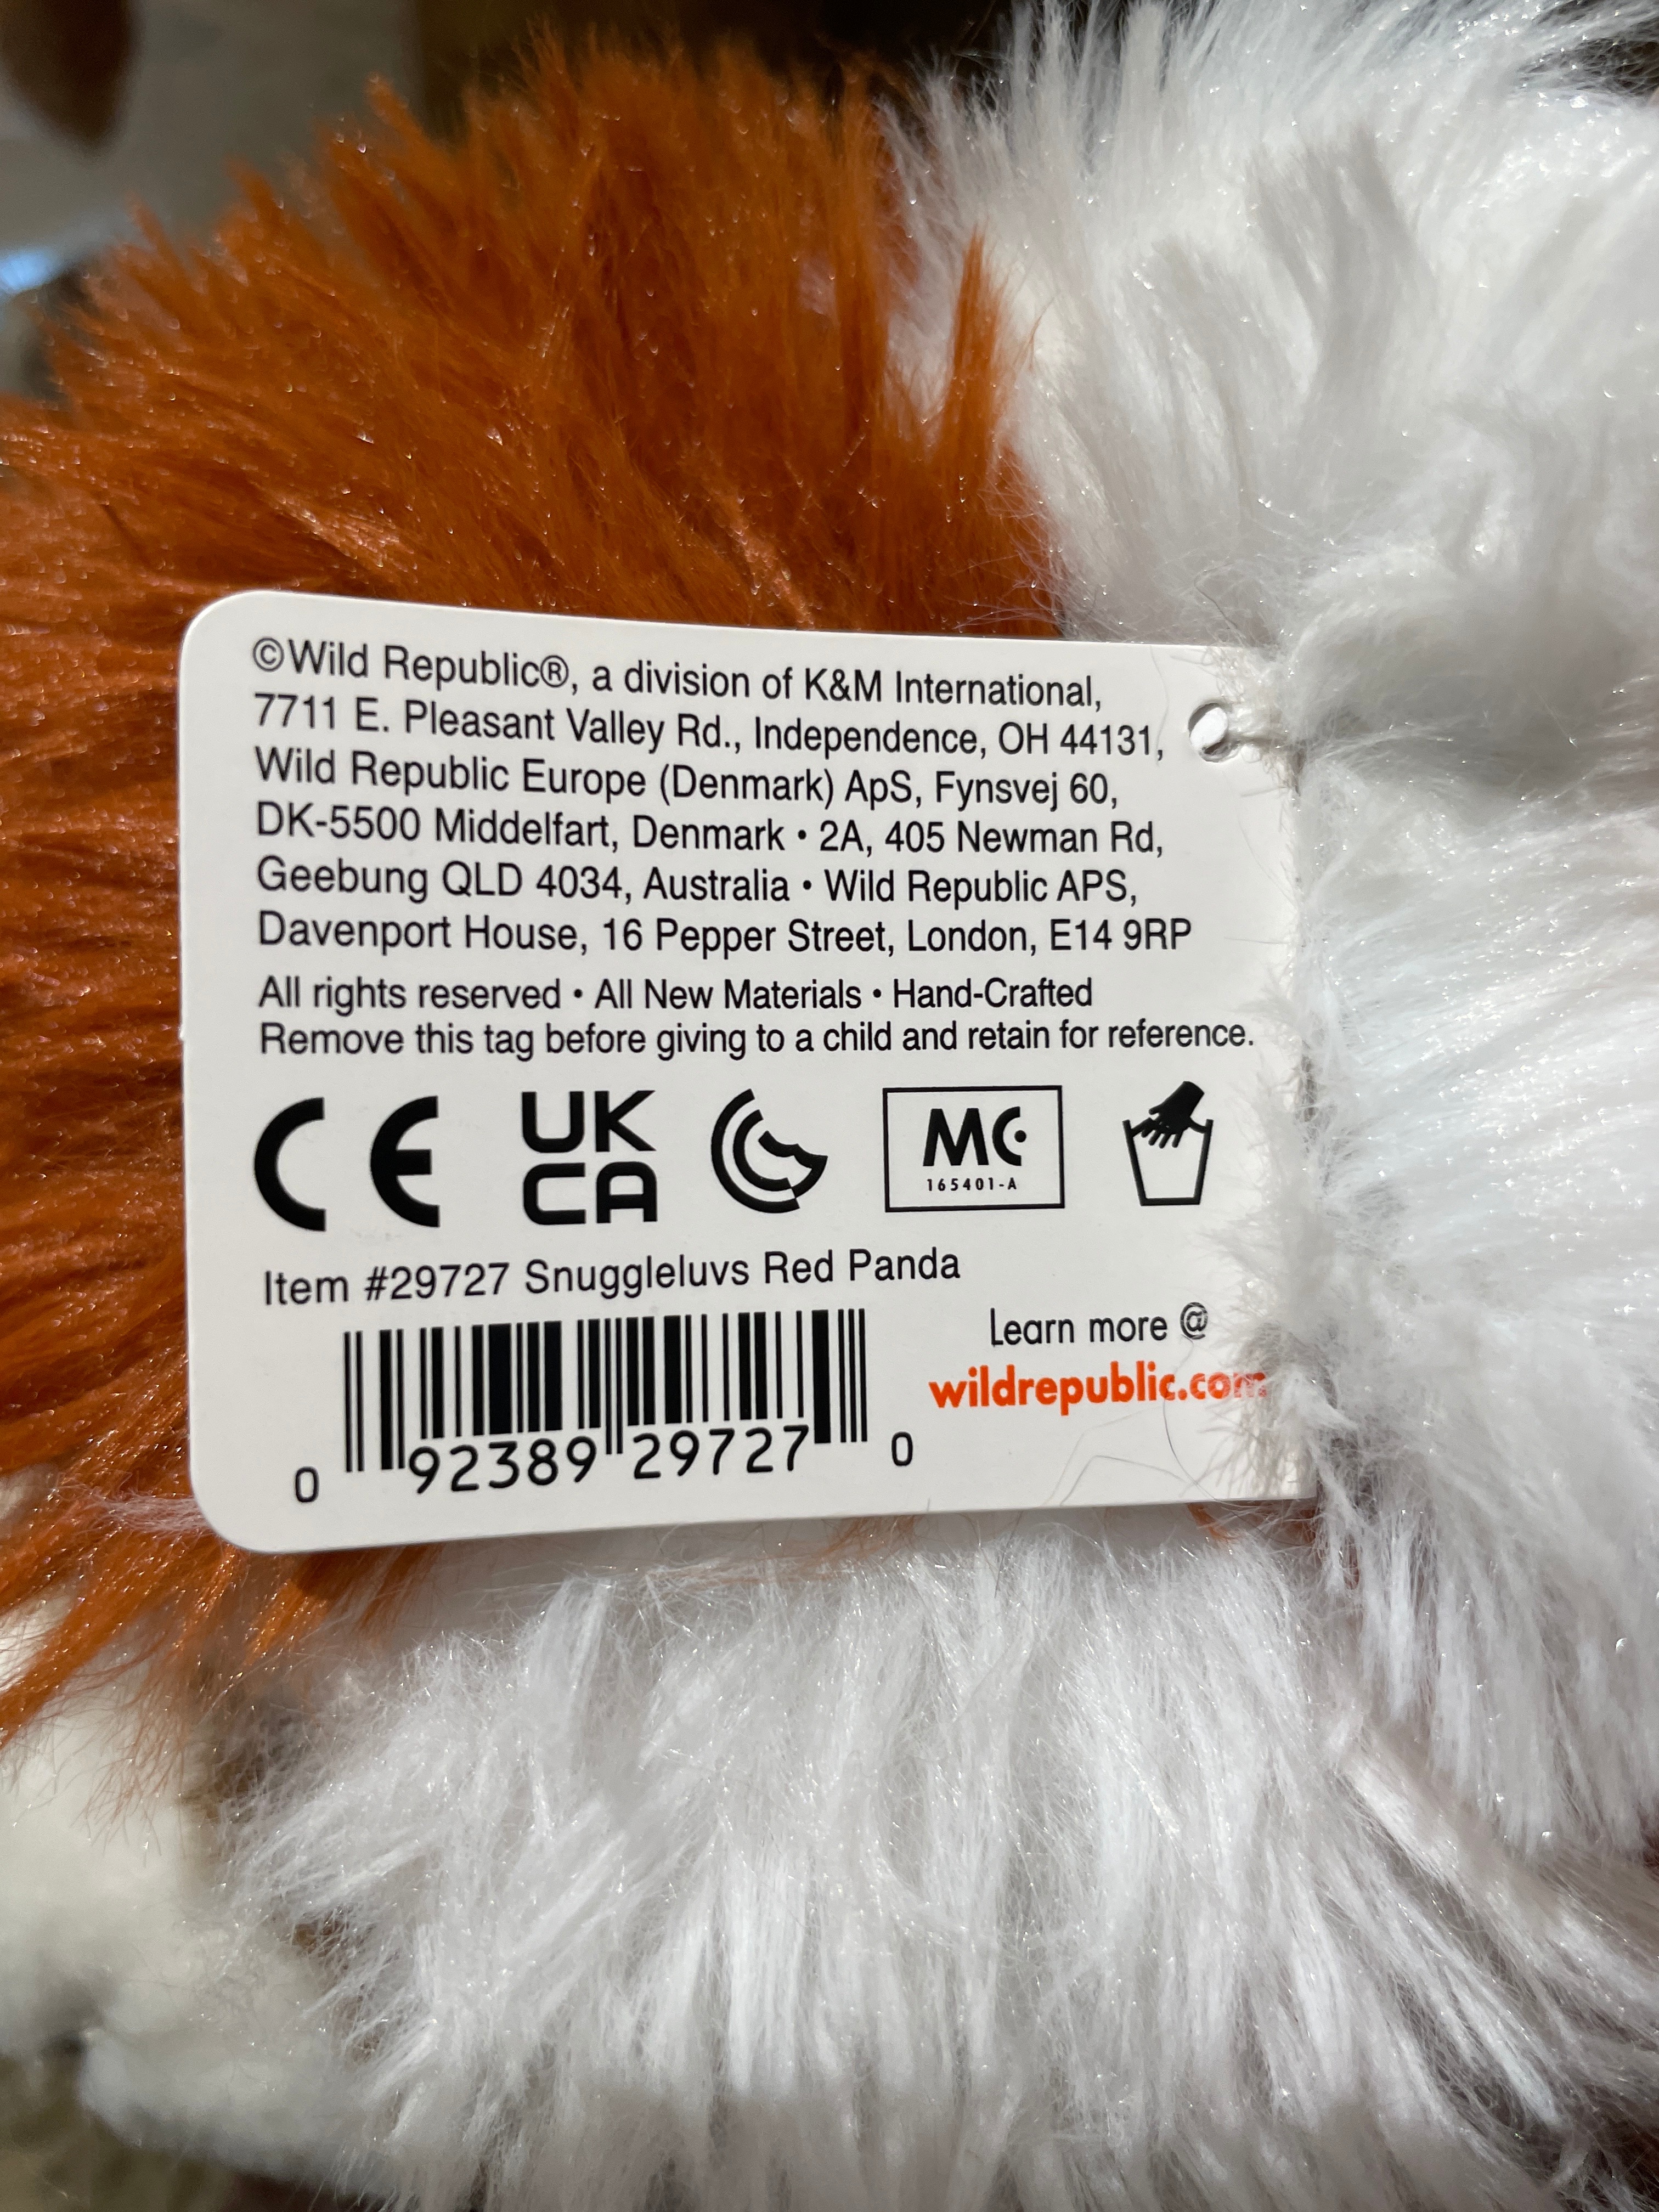 ©Wild Republic®, a division of K&M International,
7711 E. Pleasant Valley Rd., Independence, OH 44131,
Wild Republic Europe (Denmark) ApS, Fynsvej 60,
DK-5500 Middelfart, Denmark • 2A, 405 Newman Rd,
Geebung QLD 4034, Australia • Wild Republic APS,
Davenport House, 16 Pepper Street, London, E14 9RP
All rights reserved • All New Materials • Hand-Crafted
Remove this tag before giving to a child and retain for reference.
CE UK CA MC
165401-A
Item #29727 Snuggleluvs Red Panda
Learn more @
wildrepublic.com
0 92389 29727 0